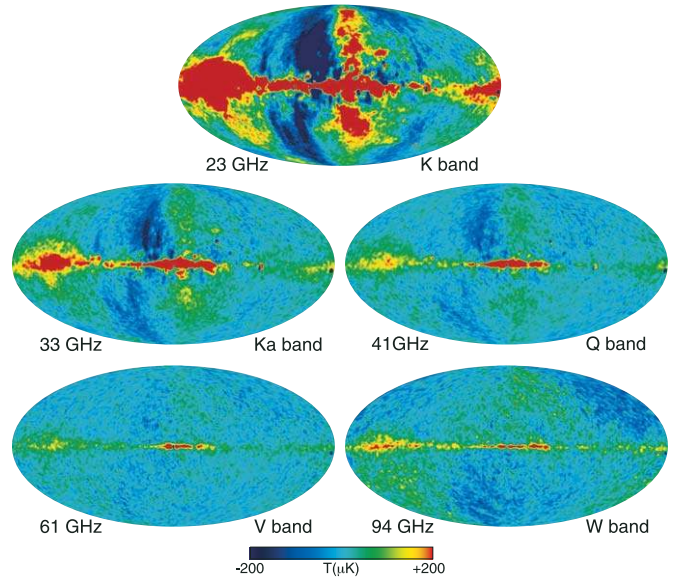 23 GHz K band
33 GHz Ka band
41GHz Q band
61 GHz V band
94 GHz W band
-200 T(μK) +200